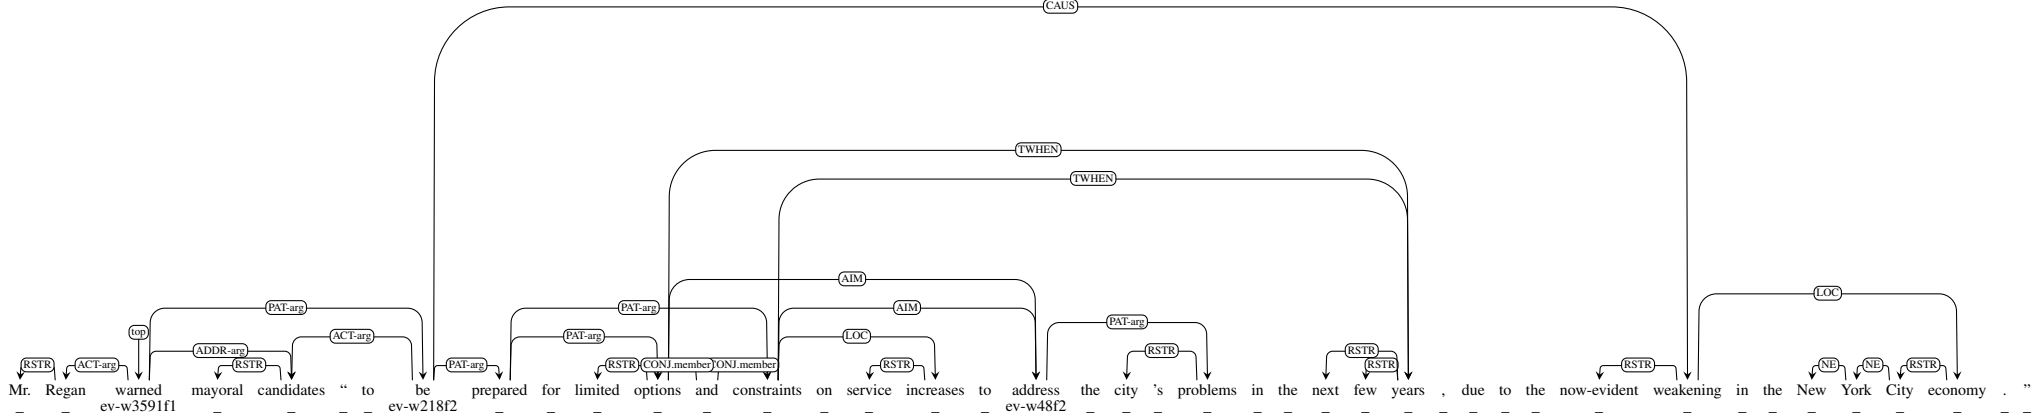 CAUS
TWHEN
TWHEN
AIM
LOC
PAT-arg PAT-arg AIM
PAT-arg
top ACT-arg PAT-arg LOC
ADDR-arg RSTR RSTR
RSTR ACT-arg RSTR PAT-arg RSTR CONJ.member CONJ.member RSTR RSTR RSTR NE NE RSTR
Mr. Regan warned mayoral candidates “ to be prepared for limited options and constraints on service increases to address the city 's problems in the next few years , due to the now-evident weakening in the New York City economy . ”
_ _ ev-w3591f1 _ _ _ _ ev-w218f2 _ _ _ _ _ _ _ _ _ _ ev-w48f2 _ _ _ _ _ _ _ _ _ _ _ _ _ _ _ _ _ _ _ _ _ _ _